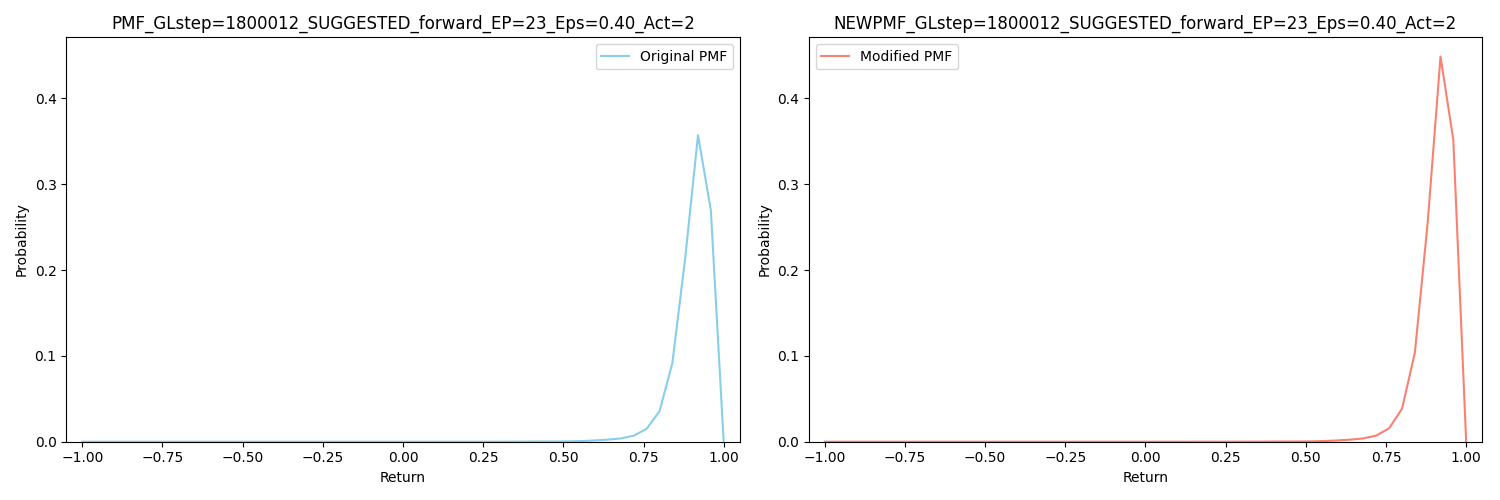 PMF_GLstep=1800012_SUGGESTED_forward_EP=23_Eps=0.40_Act=2
Original PMF
Probability
0.4
0.3
0.2
0.1
0.0
−1.00 −0.75 −0.50 −0.25 0.00 0.25 0.50 0.75 1.00
Return
NEWPMF_GLstep=1800012_SUGGESTED_forward_EP=23_Eps=0.40_Act=2
Modified PMF
Probability
0.4
0.3
0.2
0.1
0.0
−1.00 −0.75 −0.50 −0.25 0.00 0.25 0.50 0.75 1.00
Return